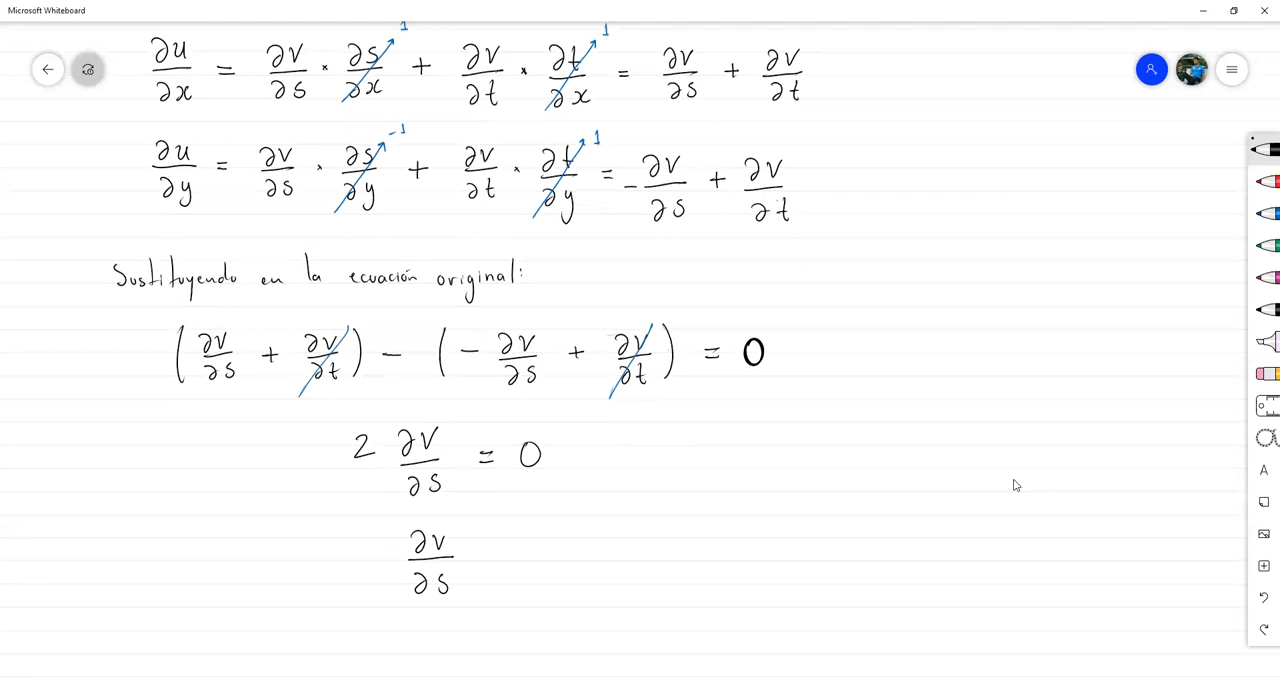 Microsoft Whiteboard
∂u/∂x = ∂v/∂s · ∂s/∂x ↗1 + ∂v/∂t · ∂t/∂x ↗1 = ∂v/∂s + ∂v/∂t
∂u/∂y = ∂v/∂s · ∂s/∂y ↗-1 + ∂v/∂t · ∂t/∂y ↗1 = -∂v/∂s + ∂v/∂t
Sustituyendo en la ecuación original:
(∂v/∂s + ∂v/∂t) - (-∂v/∂s + ∂v/∂t) = 0
2 ∂v/∂s = 0
∂v/∂s
A